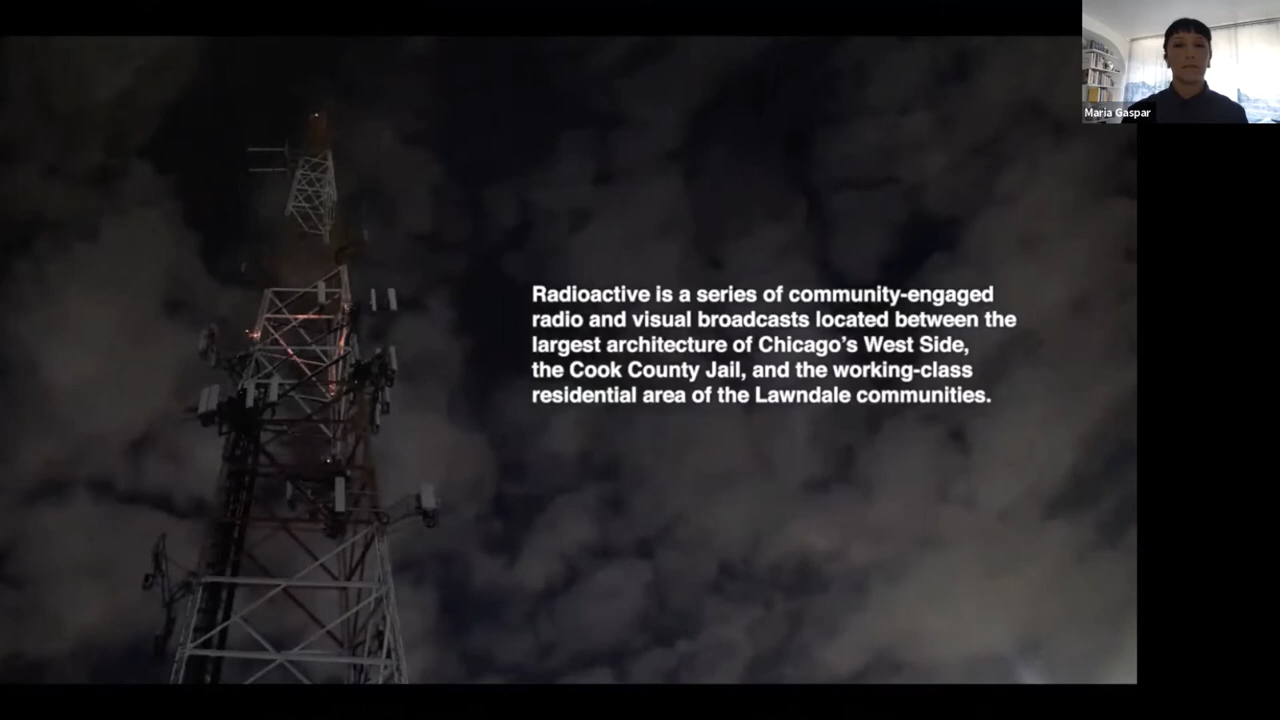 Maria Gaspar
Radioactive is a series of community-engaged
radio and visual broadcasts located between the
largest architecture of Chicago’s West Side,
the Cook County Jail, and the working-class
residential area of the Lawndale communities.